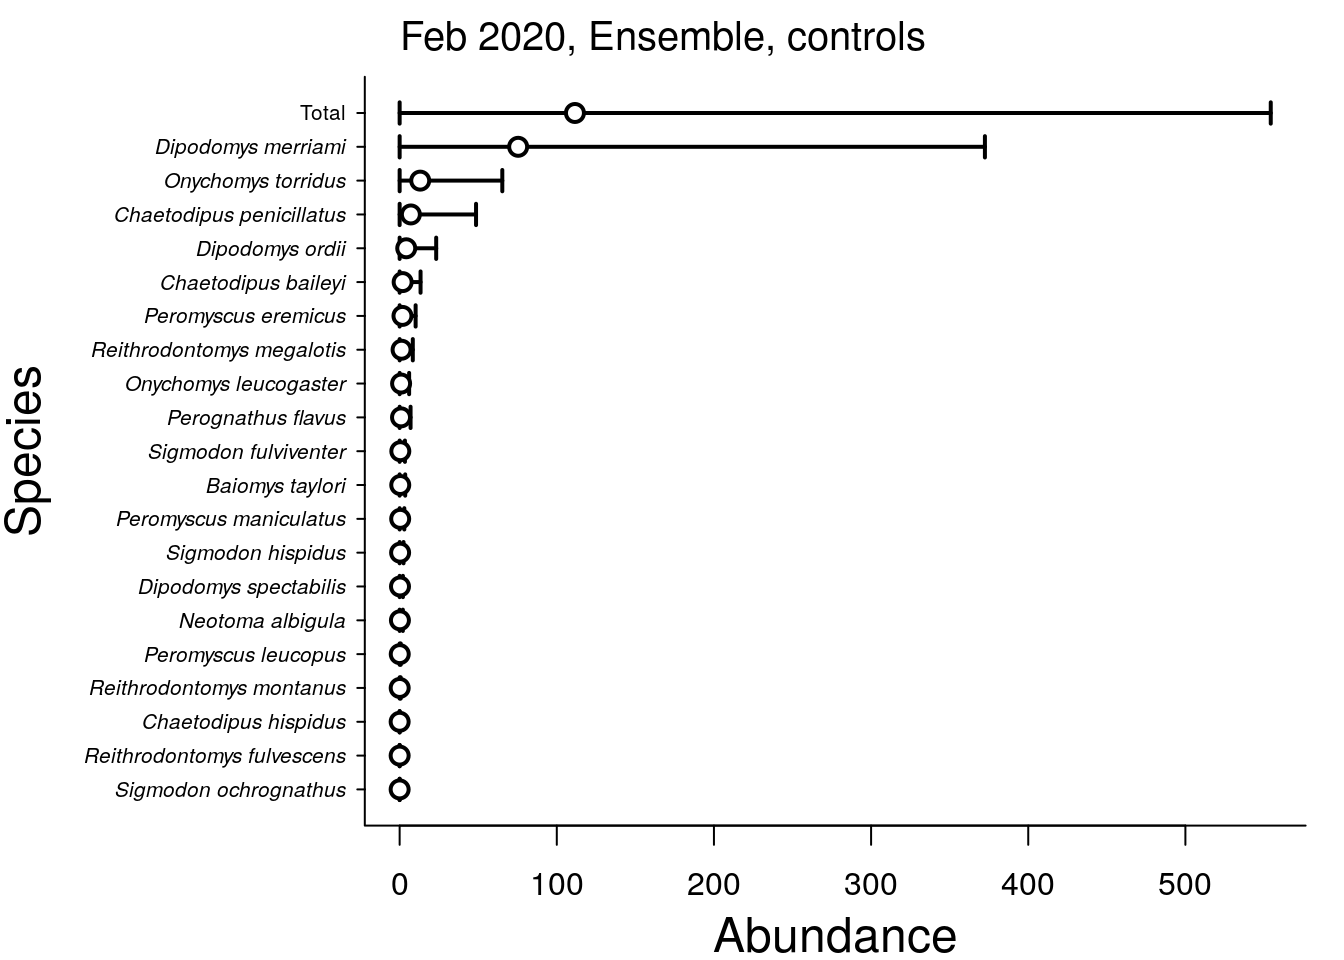 Feb 2020, Ensemble, controls
Total
Dipodomys merriami
Onychomys torridus
Chaetodipus penicillatus
Dipodomys ordii
Chaetodipus baileyi
Peromyscus eremicus
Reithrodontomys megalotis
Onychomys leucogaster
Perognathus flavus
Sigmodon fulviventer
Baiomys taylori
Peromyscus maniculatus
Sigmodon hispidus
Dipodomys spectabilis
Neotoma albigula
Peromyscus leucopus
Reithrodontomys montanus
Chaetodipus hispidus
Reithrodontomys fulvescens
Sigmodon ochrognathus
Species
0 100 200 300 400 500
Abundance